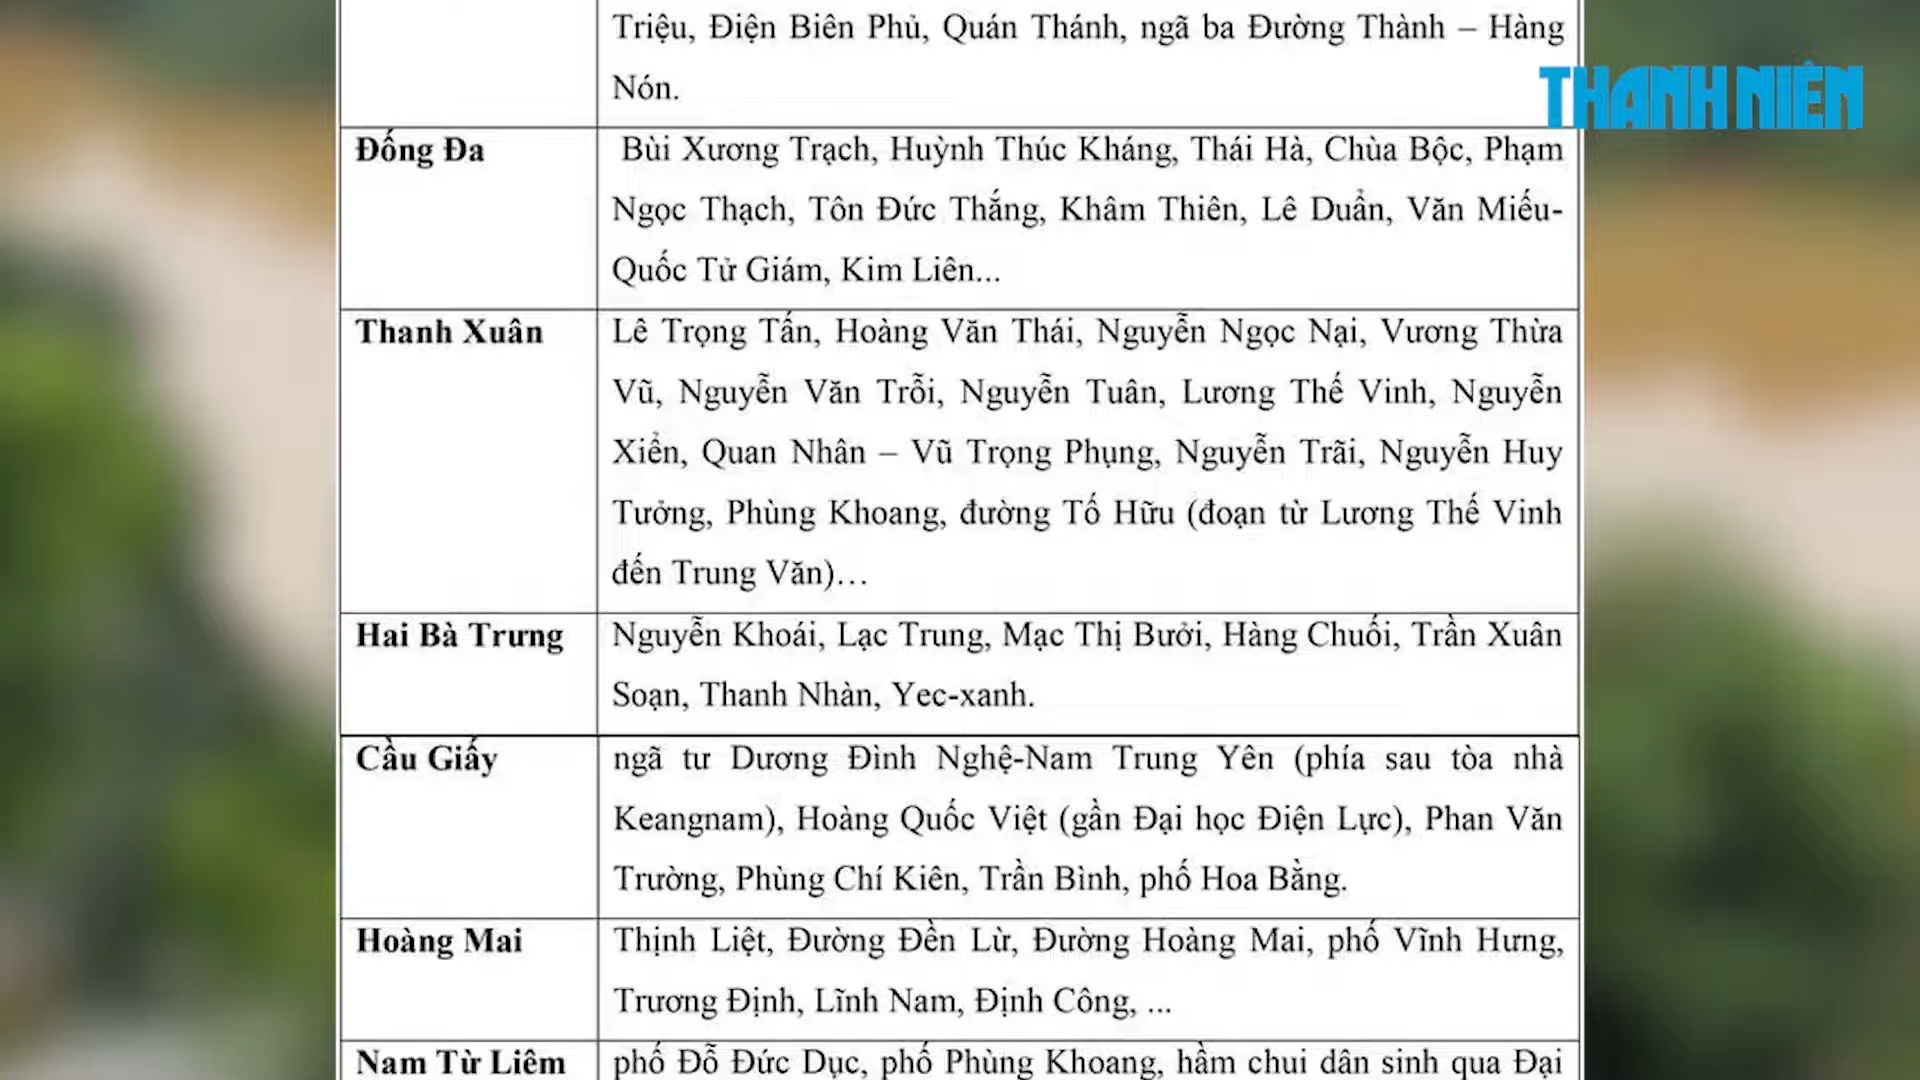 Triệu, Điện Biên Phủ, Quán Thánh, ngã ba Đường Thành – Hàng
Nón.
THANH NIÊN
Đống Đa
Bùi Xương Trạch, Huỳnh Thúc Kháng, Thái Hà, Chùa Bộc, Phạm
Ngọc Thạch, Tôn Đức Thắng, Khâm Thiên, Lê Duẩn, Văn Miếu-
Quốc Tử Giám, Kim Liên...
Thanh Xuân
Lê Trọng Tấn, Hoàng Văn Thái, Nguyễn Ngọc Nại, Vương Thừa
Vũ, Nguyễn Văn Trỗi, Nguyễn Tuân, Lương Thế Vinh, Nguyễn
Xiển, Quan Nhân – Vũ Trọng Phụng, Nguyễn Trãi, Nguyễn Huy
Tưởng, Phùng Khoang, đường Tố Hữu (đoạn từ Lương Thế Vinh
đến Trung Văn)…
Hai Bà Trưng
Nguyễn Khoái, Lạc Trung, Mạc Thị Bưởi, Hàng Chuối, Trần Xuân
Soạn, Thanh Nhàn, Yec-xanh.
Cầu Giấy
ngã tư Dương Đình Nghệ-Nam Trung Yên (phía sau tòa nhà
Keangnam), Hoàng Quốc Việt (gần Đại học Điện Lực), Phan Văn
Trường, Phùng Chí Kiên, Trần Bình, phố Hoa Bằng.
Hoàng Mai
Thịnh Liệt, Đường Đền Lừ, Đường Hoàng Mai, phố Vĩnh Hưng,
Trương Định, Lĩnh Nam, Định Công, ...
Nam Từ Liêm
phố Đỗ Đức Dục, phố Phùng Khoang, hầm chui dân sinh qua Đại